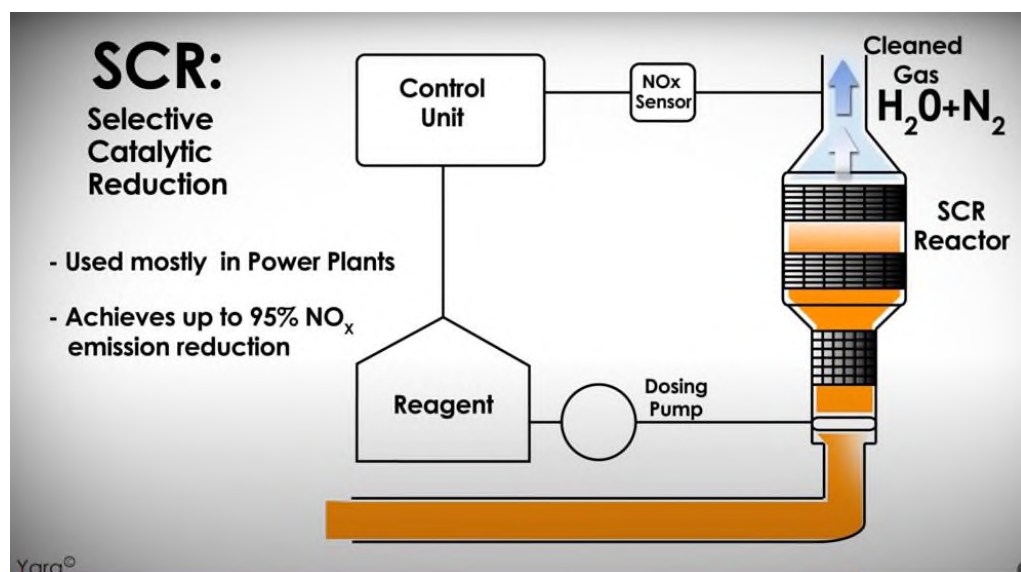 SCR:
Selective
Catalytic
Reduction
- Used mostly in Power Plants
- Achieves up to 95% NOx
emission reduction
Control
Unit
NOx
Sensor
Cleaned
Gas
H20+N2
SCR
Reactor
Reagent
Dosing
Pump
Yara©